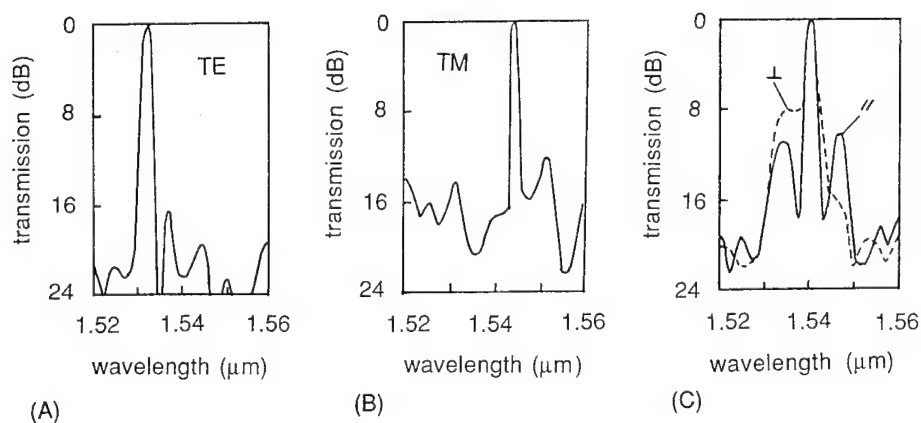 transmission (dB)
0
8
16
24
TE
1.52
1.54
1.56
wavelength (μm)
(A)
transmission (dB)
0
8
16
24
TM
1.52
1.54
1.56
wavelength (μm)
(B)
transmission (dB)
0
8
16
24
⊥
//
1.52
1.54
1.56
wavelength (μm)
(C)